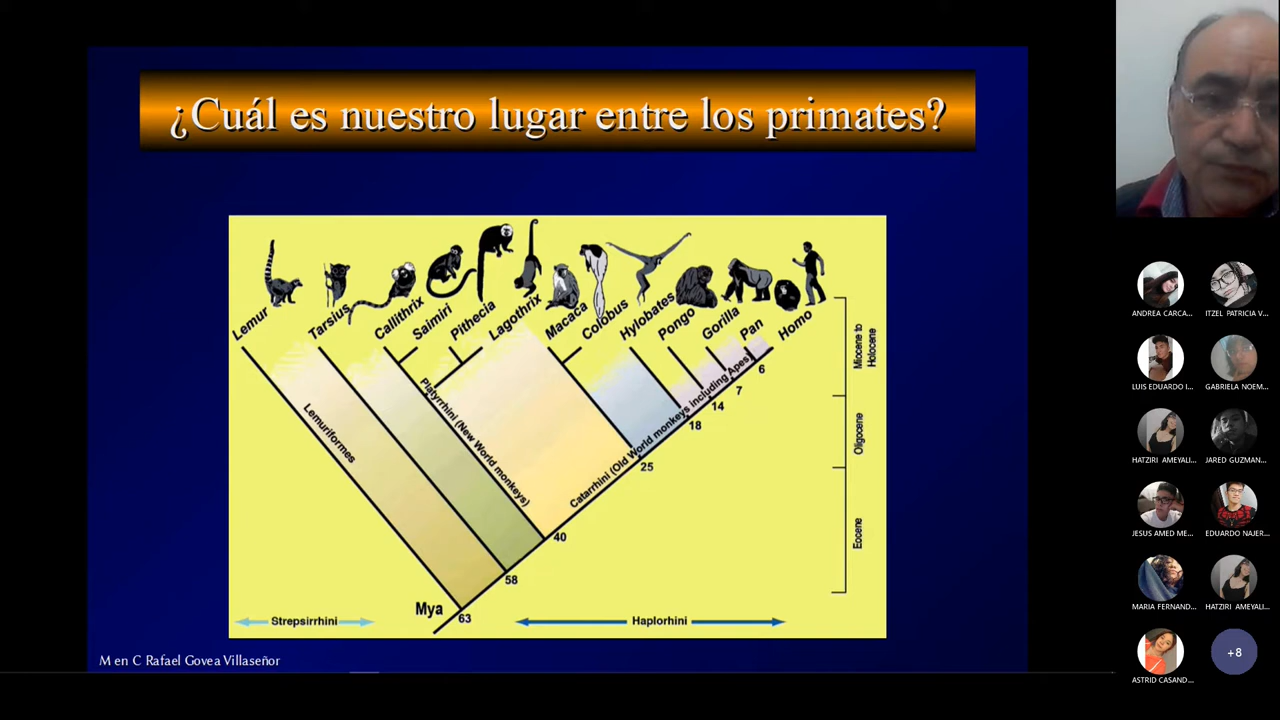 ¿Cuál es nuestro lugar entre los primates?
Lemur
Tarsius
Callithrix
Saimiri
Pithecia
Lagothrix
Macaca
Colobus
Hylobates
Pongo
Gorilla
Pan
Homo
Lemuriformes
Platyrrhini (New World monkeys)
Catarrhini (Old World monkeys including Apes)
6
7
14
18
25
40
58
63
Mya
Miocene to
Holocene
Oligocene
Eocene
Strepsirrhini
Haplorhini
M en C Rafael Govea Villaseñor
ANDREA CARCA...
ITZEL PATRICIA V...
LUIS EDUARDO I...
GABRIELA NOEM...
HATZIRI AMEYALI...
JARED GUZMAN...
JESUS AMED ME...
EDUARDO NAJER...
MARIA FERNAND...
HATZIRI AMEYALI...
ASTRID CASAND...
+8